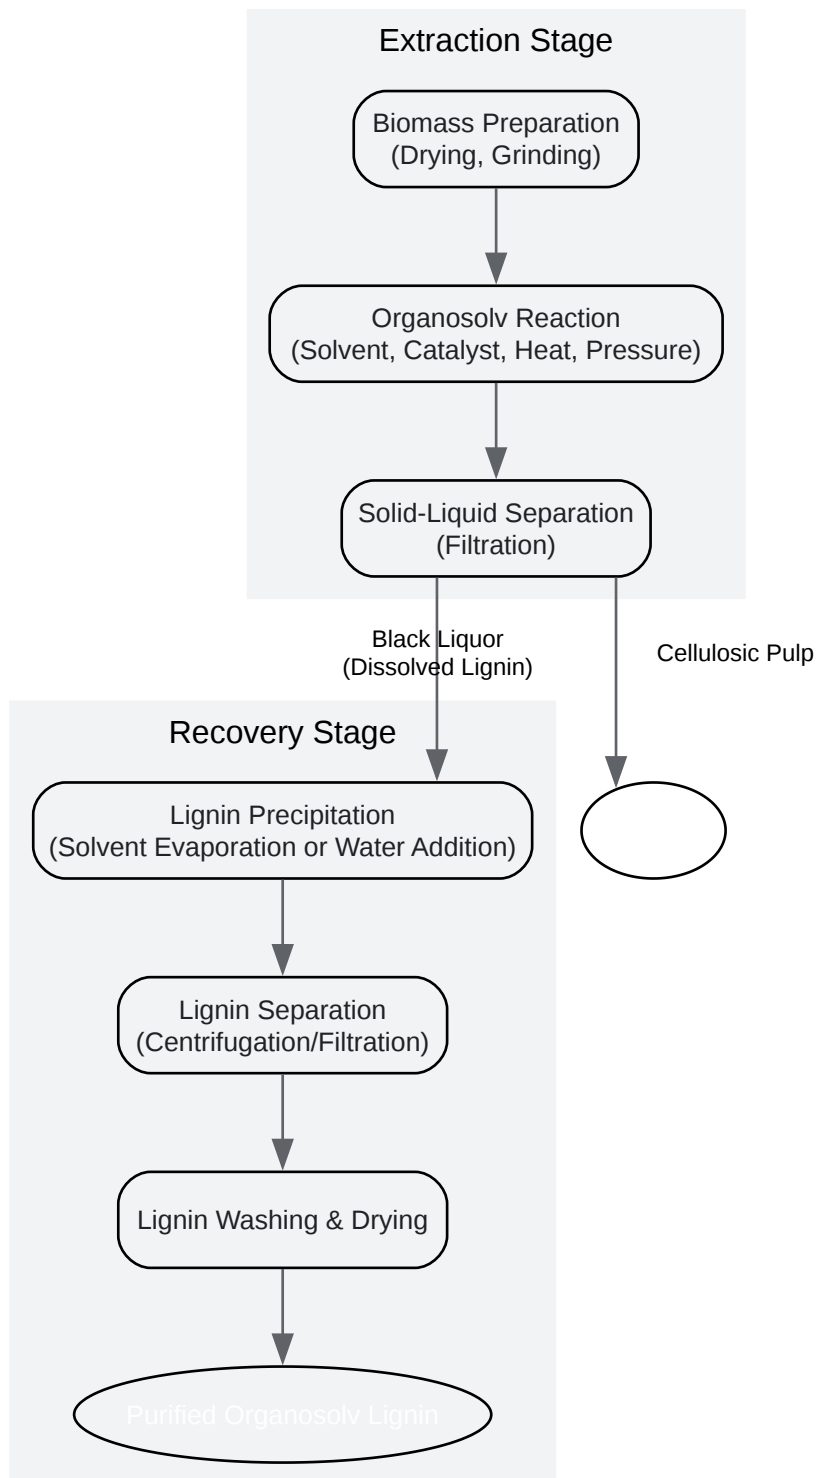 Extraction Stage
Biomass Preparation
(Drying, Grinding)
Organosolv Reaction
(Solvent, Catalyst, Heat, Pressure)
Solid-Liquid Separation
(Filtration)
Black Liquor
(Dissolved Lignin)
Cellulosic Pulp
Recovery Stage
Lignin Precipitation
(Solvent Evaporation or Water Addition)
Lignin Separation
(Centrifugation/Filtration)
Lignin Washing & Drying
Purified Organosolv Lignin